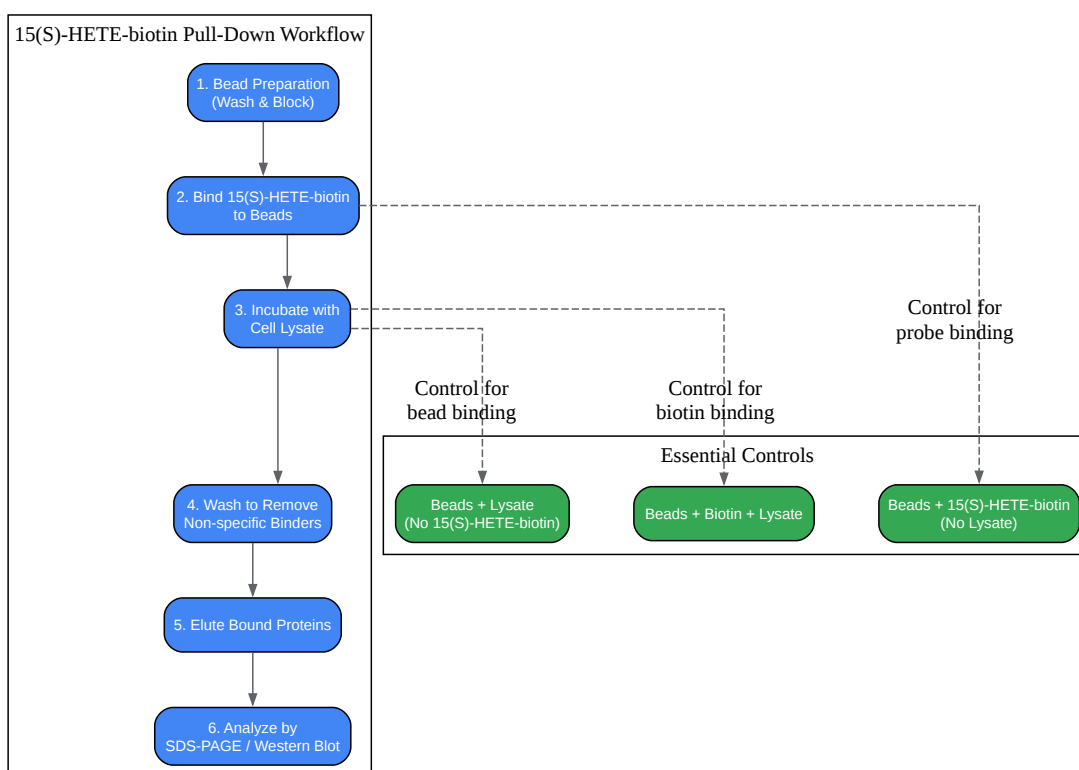 15(S)-HETE-biotin Pull-Down Workflow
1. Bead Preparation
(Wash & Block)
2. Bind 15(S)-HETE-biotin
to Beads
3. Incubate with
Cell Lysate
Control for
probe binding
Control for
bead binding
Control for
biotin binding
Essential Controls
4. Wash to Remove
Non-specific Binders
Beads + Lysate
(No 15(S)-HETE-biotin)
Beads + Biotin + Lysate
Beads + 15(S)-HETE-biotin
(No Lysate)
5. Elute Bound Proteins
6. Analyze by
SDS-PAGE / Western Blot